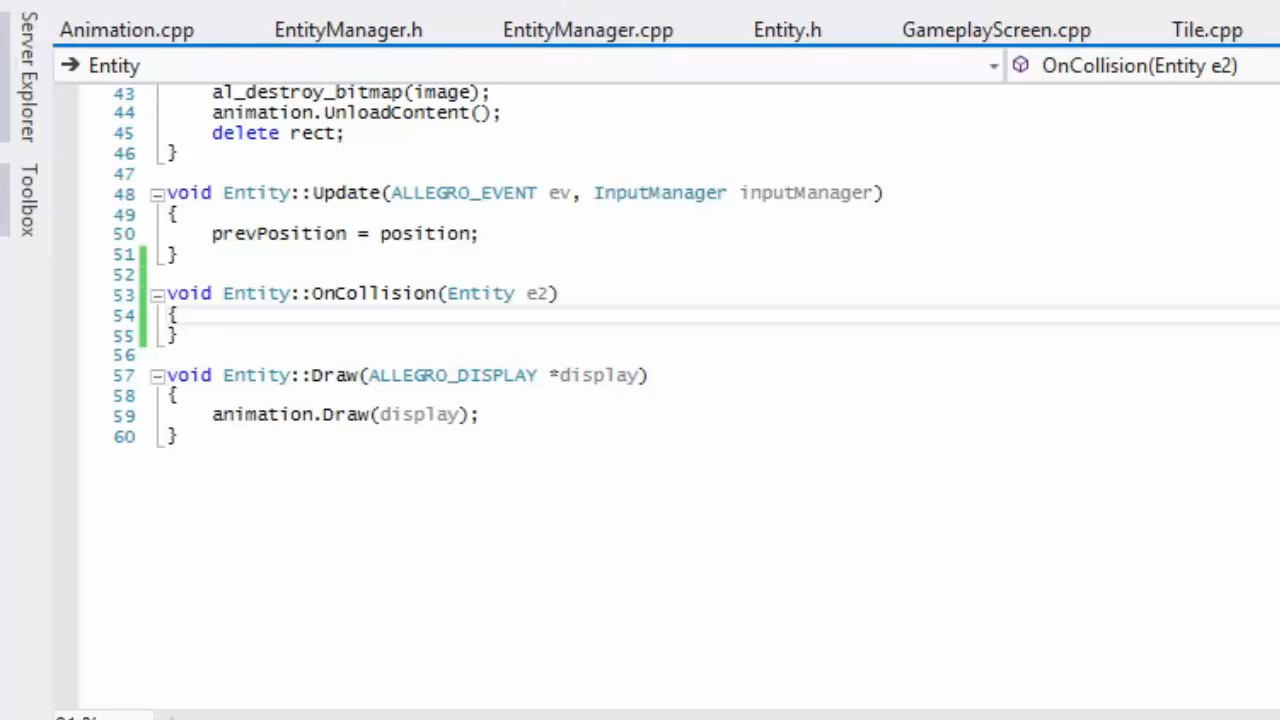 Server Explorer
Toolbox
Animation.cpp EntityManager.h EntityManager.cpp Entity.h GameplayScreen.cpp Tile.cpp
→ Entity OnCollision(Entity e2)
43 al_destroy_bitmap(image);
44 animation.UnloadContent();
45 delete rect;
46 }
47
48 void Entity::Update(ALLEGRO_EVENT ev, InputManager inputManager)
49 {
50 prevPosition = position;
51 }
52
53 void Entity::OnCollision(Entity e2)
54 {
55 }
56
57 void Entity::Draw(ALLEGRO_DISPLAY *display)
58 {
59 animation.Draw(display);
60 }